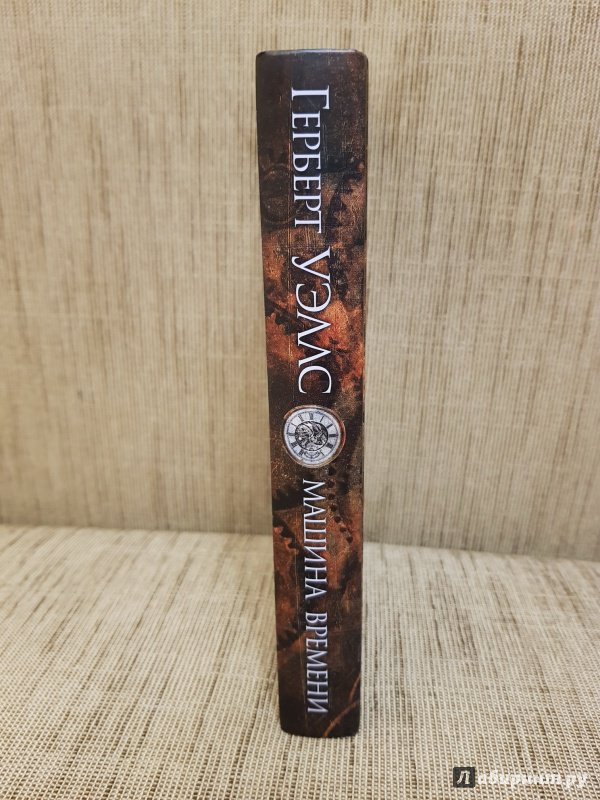 Герберт Уэллс
машина времени
Лабиринт.ру